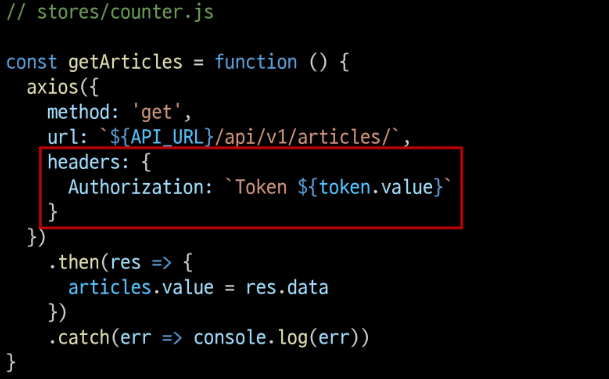 // stores/counter.js
const getArticles = function () {
axios({
method: 'get',
url: `${API_URL}/api/v1/articles/`,
headers: {
Authorization: `Token ${token.value}`
}
})
.then(res => {
articles.value = res.data
})
.catch(err => console.log(err))
}